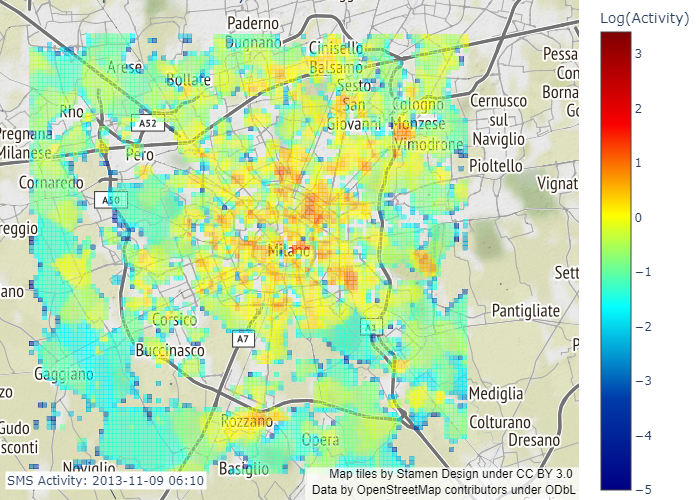 Log(Activity)
Paderno
Dugnano
Cinisello
Balsamo
Arese
Bollate
Sesto
San
Giovanni
Cologno
Monzese
Vimodrone
Pessa
Con
Borna
Go
Cernusco
sul
Naviglio
Rho
A52
Pregnana
Milanese
Pero
Pioltello
Cornaredo
A50
Vignat
reggio
Milano
Sett
ano
Pantigliate
Corsico
A7
A1
Buccinasco
P
Gaggiano
zo
Mediglia
Rozzano
Colturano
Gudo
sconti
Opera
Dresano
Noviglio
Basiglio
SMS Activity: 2013-11-09 06:10
Map tiles by Stamen Design under CC BY 3.0
Data by OpenStreetMap contributors under ODbL
3
2
1
0
−1
−2
−3
−4
−5